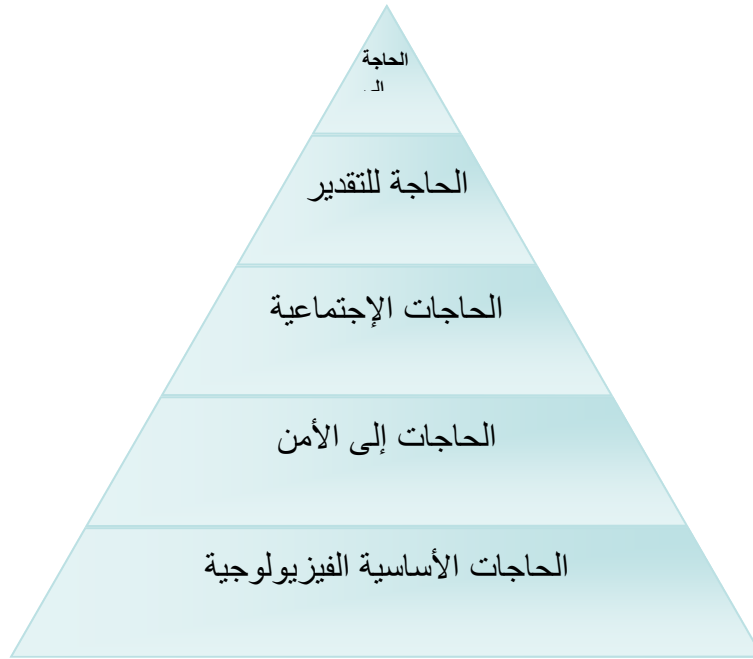 الحاجة
الحاجة للتقدير
الحاجات الإجتماعية
الحاجات إلى الأمن
الحاجات الأساسية الفيزيولوجية